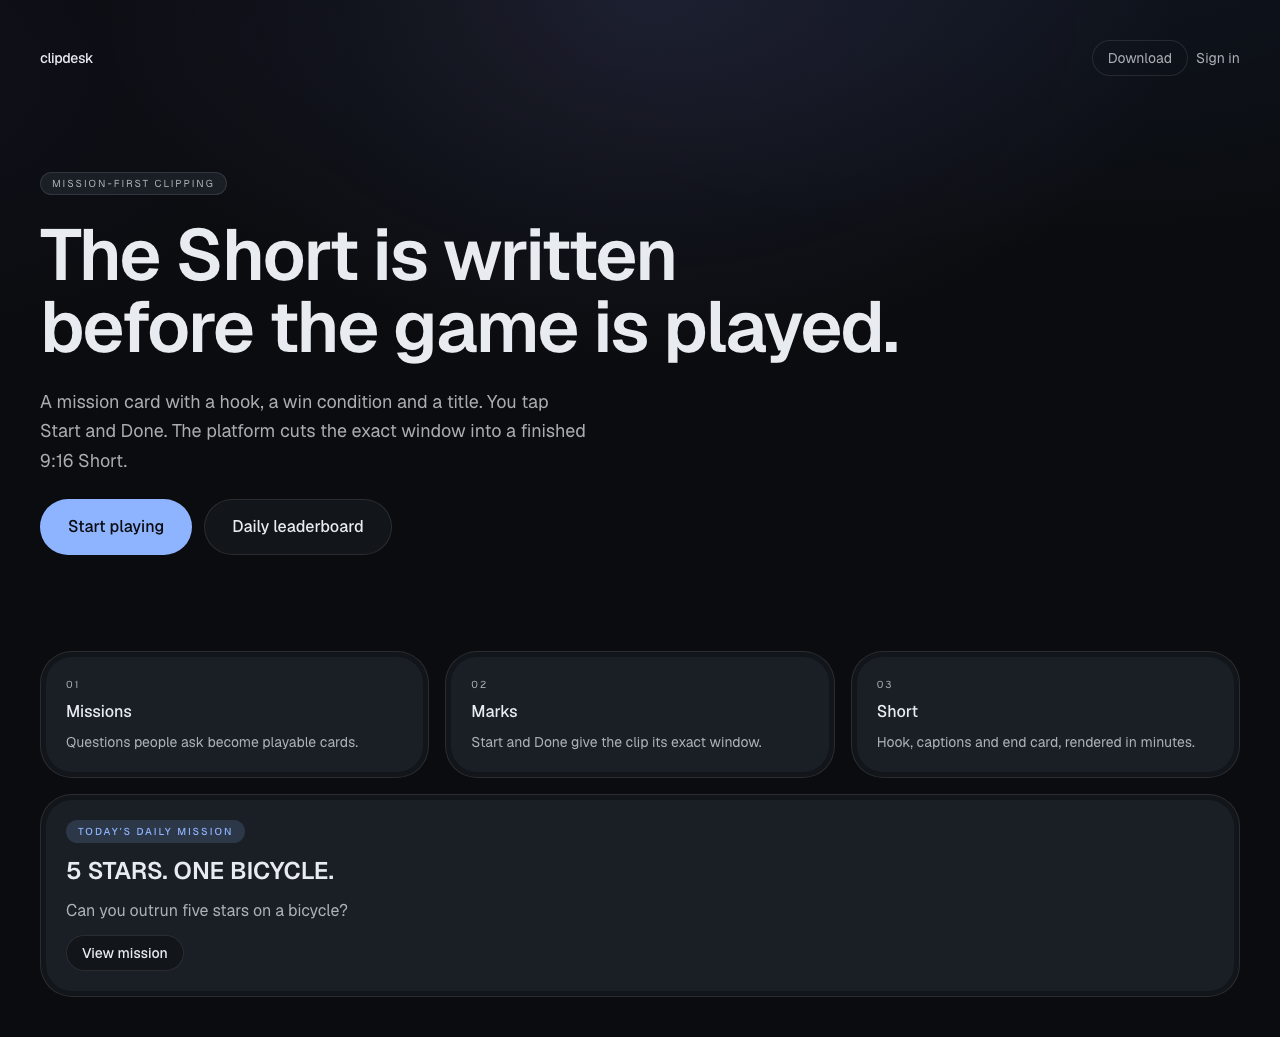 clipdesk
Download
Sign in
MISSION-FIRST CLIPPING
The Short is written
before the game is played.
A mission card with a hook, a win condition and a title. You tap
Start and Done. The platform cuts the exact window into a finished
9:16 Short.
Start playing
Daily leaderboard
01
Missions
Questions people ask become playable cards.
02
Marks
Start and Done give the clip its exact window.
03
Short
Hook, captions and end card, rendered in minutes.
TODAY'S DAILY MISSION
5 STARS. ONE BICYCLE.
Can you outrun five stars on a bicycle?
View mission